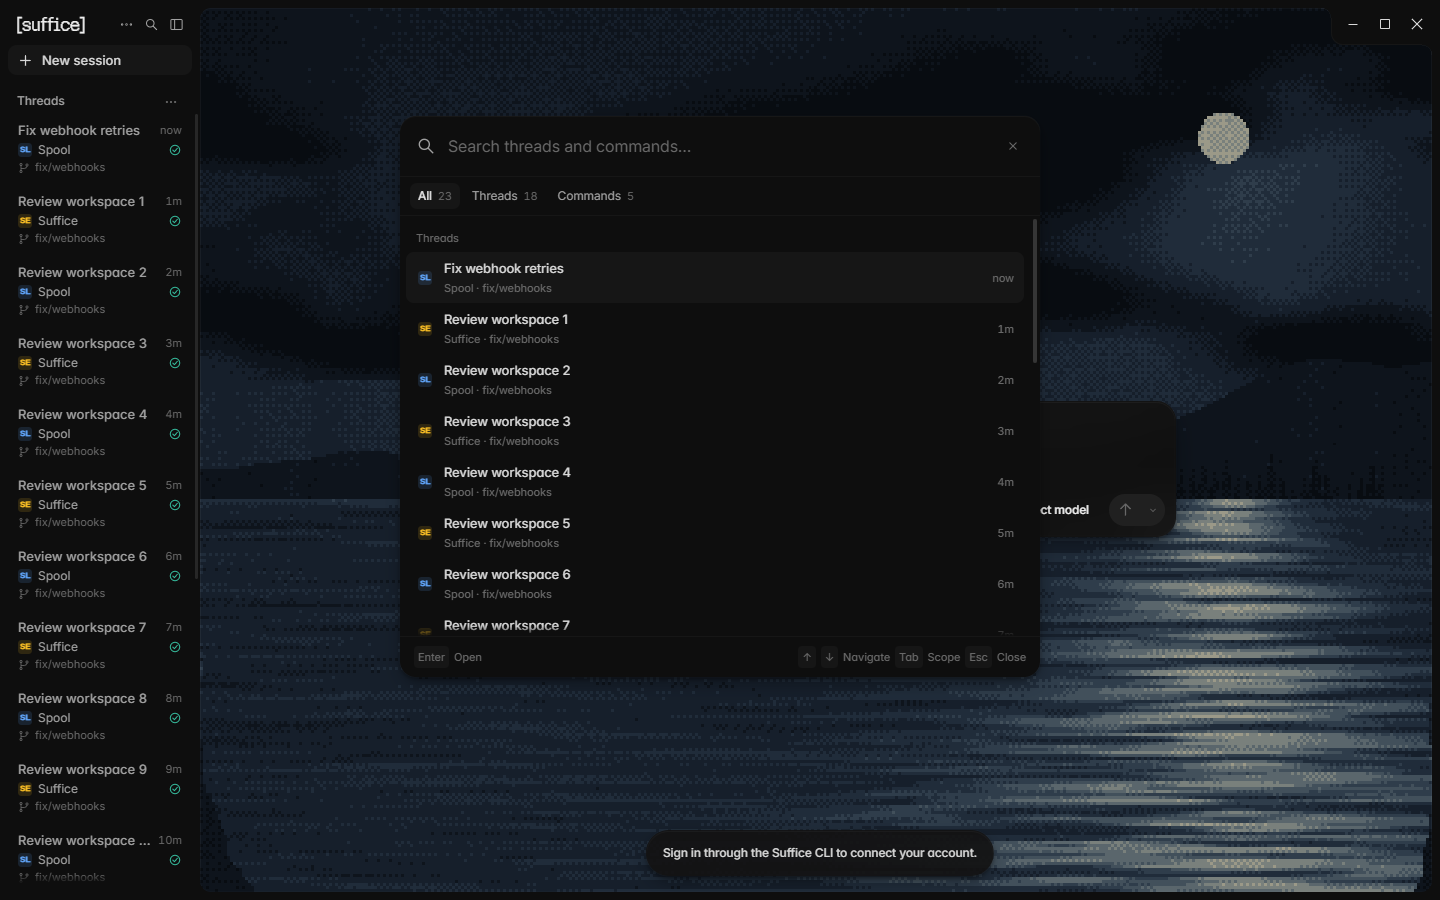 [suffice]
New session
Threads
Fix webhook retries now
SL Spool
fix/webhooks
Review workspace 1 1m
SE Suffice
fix/webhooks
Review workspace 2 2m
SL Spool
fix/webhooks
Review workspace 3 3m
SE Suffice
fix/webhooks
Review workspace 4 4m
SL Spool
fix/webhooks
Review workspace 5 5m
SE Suffice
fix/webhooks
Review workspace 6 6m
SL Spool
fix/webhooks
Review workspace 7 7m
SE Suffice
fix/webhooks
Review workspace 8 8m
SL Spool
fix/webhooks
Review workspace 9 9m
SE Suffice
fix/webhooks
Review workspace ... 10m
SL Spool
fix/webhooks
Search threads and commands...
All 23 Threads 18 Commands 5
Threads
Fix webhook retries
SL Spool · fix/webhooks now
Review workspace 1
SE Suffice · fix/webhooks 1m
Review workspace 2
SL Spool · fix/webhooks 2m
Review workspace 3
SE Suffice · fix/webhooks 3m
Review workspace 4
SL Spool · fix/webhooks 4m
Review workspace 5
SE Suffice · fix/webhooks 5m
Review workspace 6
SL Spool · fix/webhooks 6m
Review workspace 7
SE 7m
Enter Open ↑ ↓ Navigate Tab Scope Esc Close
ct model
Sign in through the Suffice CLI to connect your account.